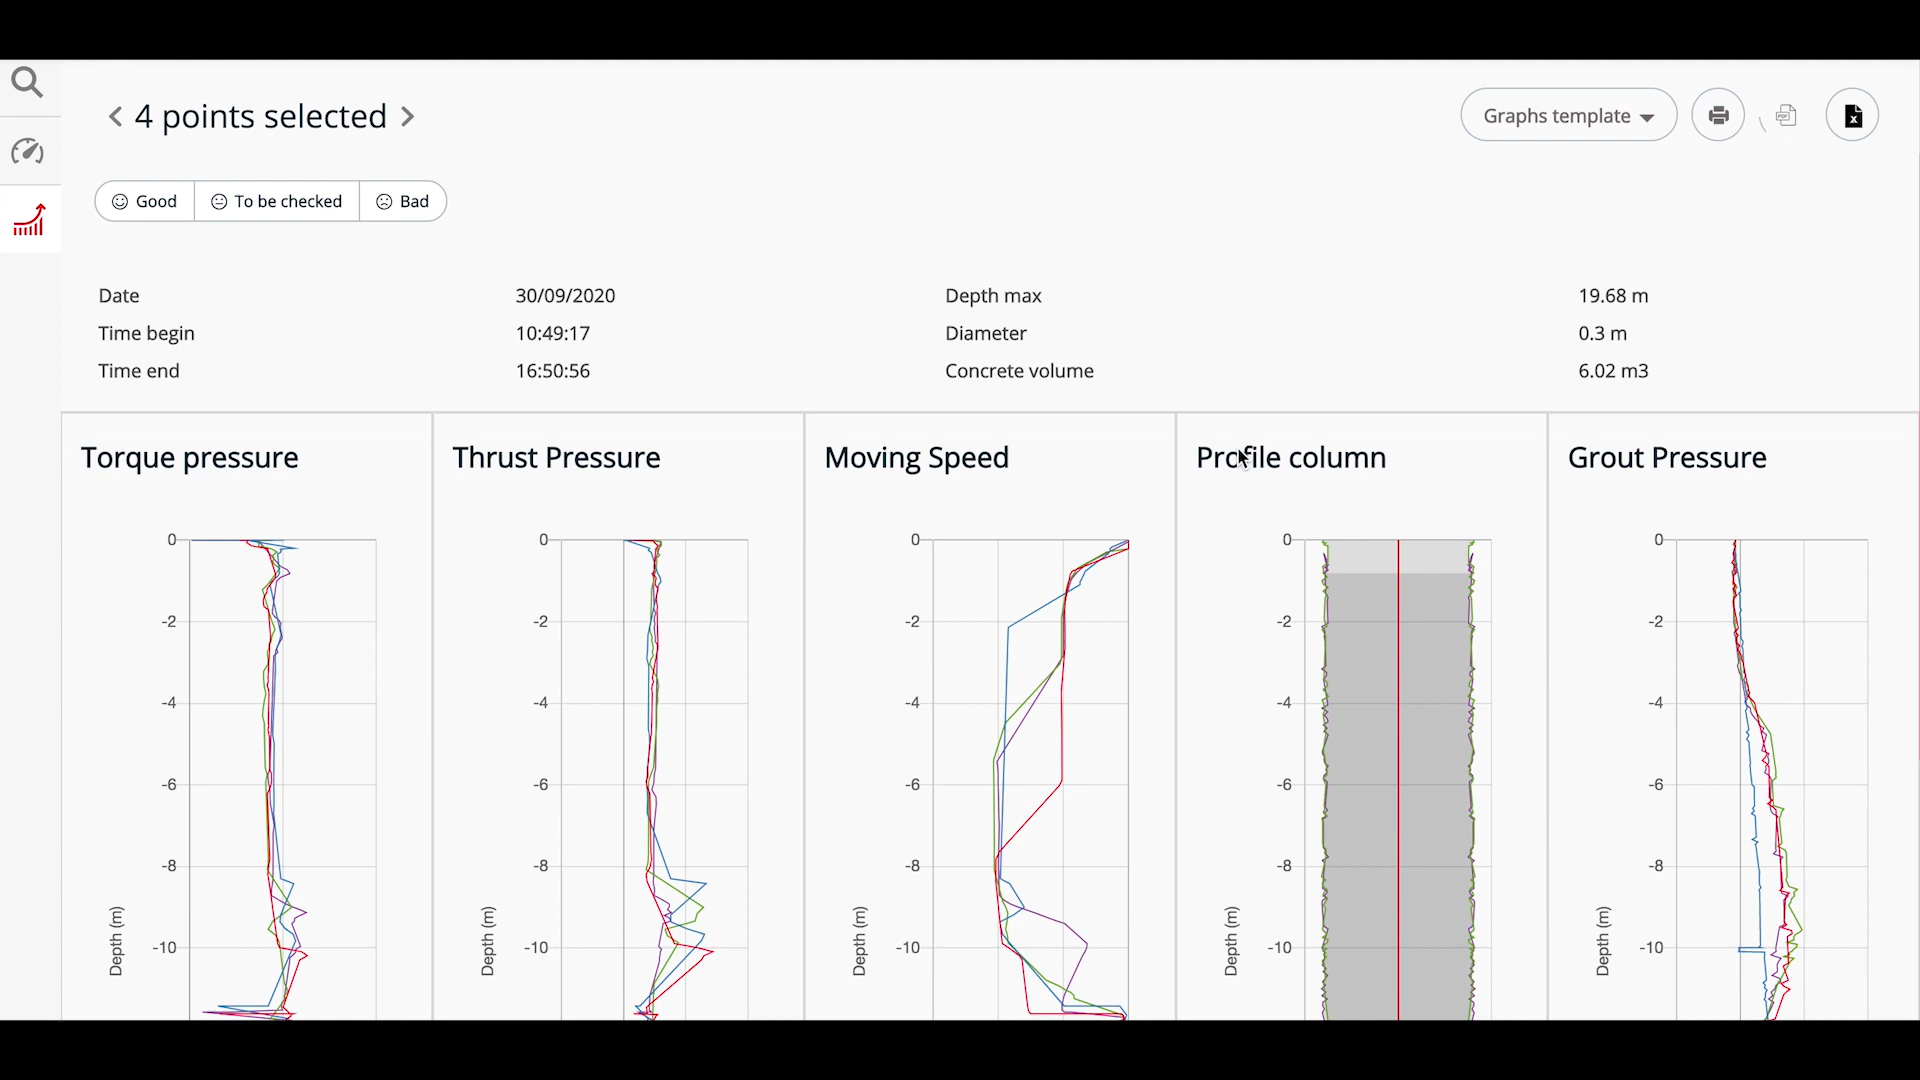 4 points selected
Graphs template
PDF
x
Good
To be checked
Bad
Date 30/09/2020 Depth max 19.68 m
Time begin 10:49:17 Diameter 0.3 m
Time end 16:50:56 Concrete volume 6.02 m3
Torque pressure
Thrust Pressure
Moving Speed
Profile column
Grout Pressure
0
-2
-4
-6
-8
-10
Depth (m)
0
-2
-4
-6
-8
-10
Depth (m)
0
-2
-4
-6
-8
-10
Depth (m)
0
-2
-4
-6
-8
-10
Depth (m)
0
-2
-4
-6
-8
-10
Depth (m)